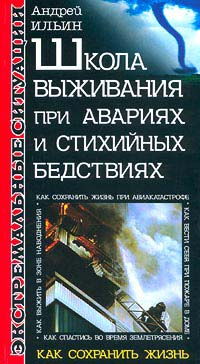 Андрей
ИЛЬИН
ШКОЛА
ВЫЖИВАНИЯ
ПРИ АВАРИЯХ
И СТИХИЙНЫХ
БЕДСТВИЯХ
ЭКСТРЕМАЛЬНЫЕ СИТУАЦИИ
КАК СОХРАНИТЬ ЖИЗНЬ ПРИ АВИАКАТАСТРОФЕ
• КАК ВЕСТИ СЕБЯ ПРИ ПОЖАРЕ В ДОМЕ
• КАК СПАСТИСЬ ВО ВРЕМЯ ЗЕМЛЕТРЯСЕНИЯ
• КАК ВЫЖИТЬ В ЗОНЕ НАВОДНЕНИЯ •
КАК СОХРАНИТЬ ЖИЗНЬ